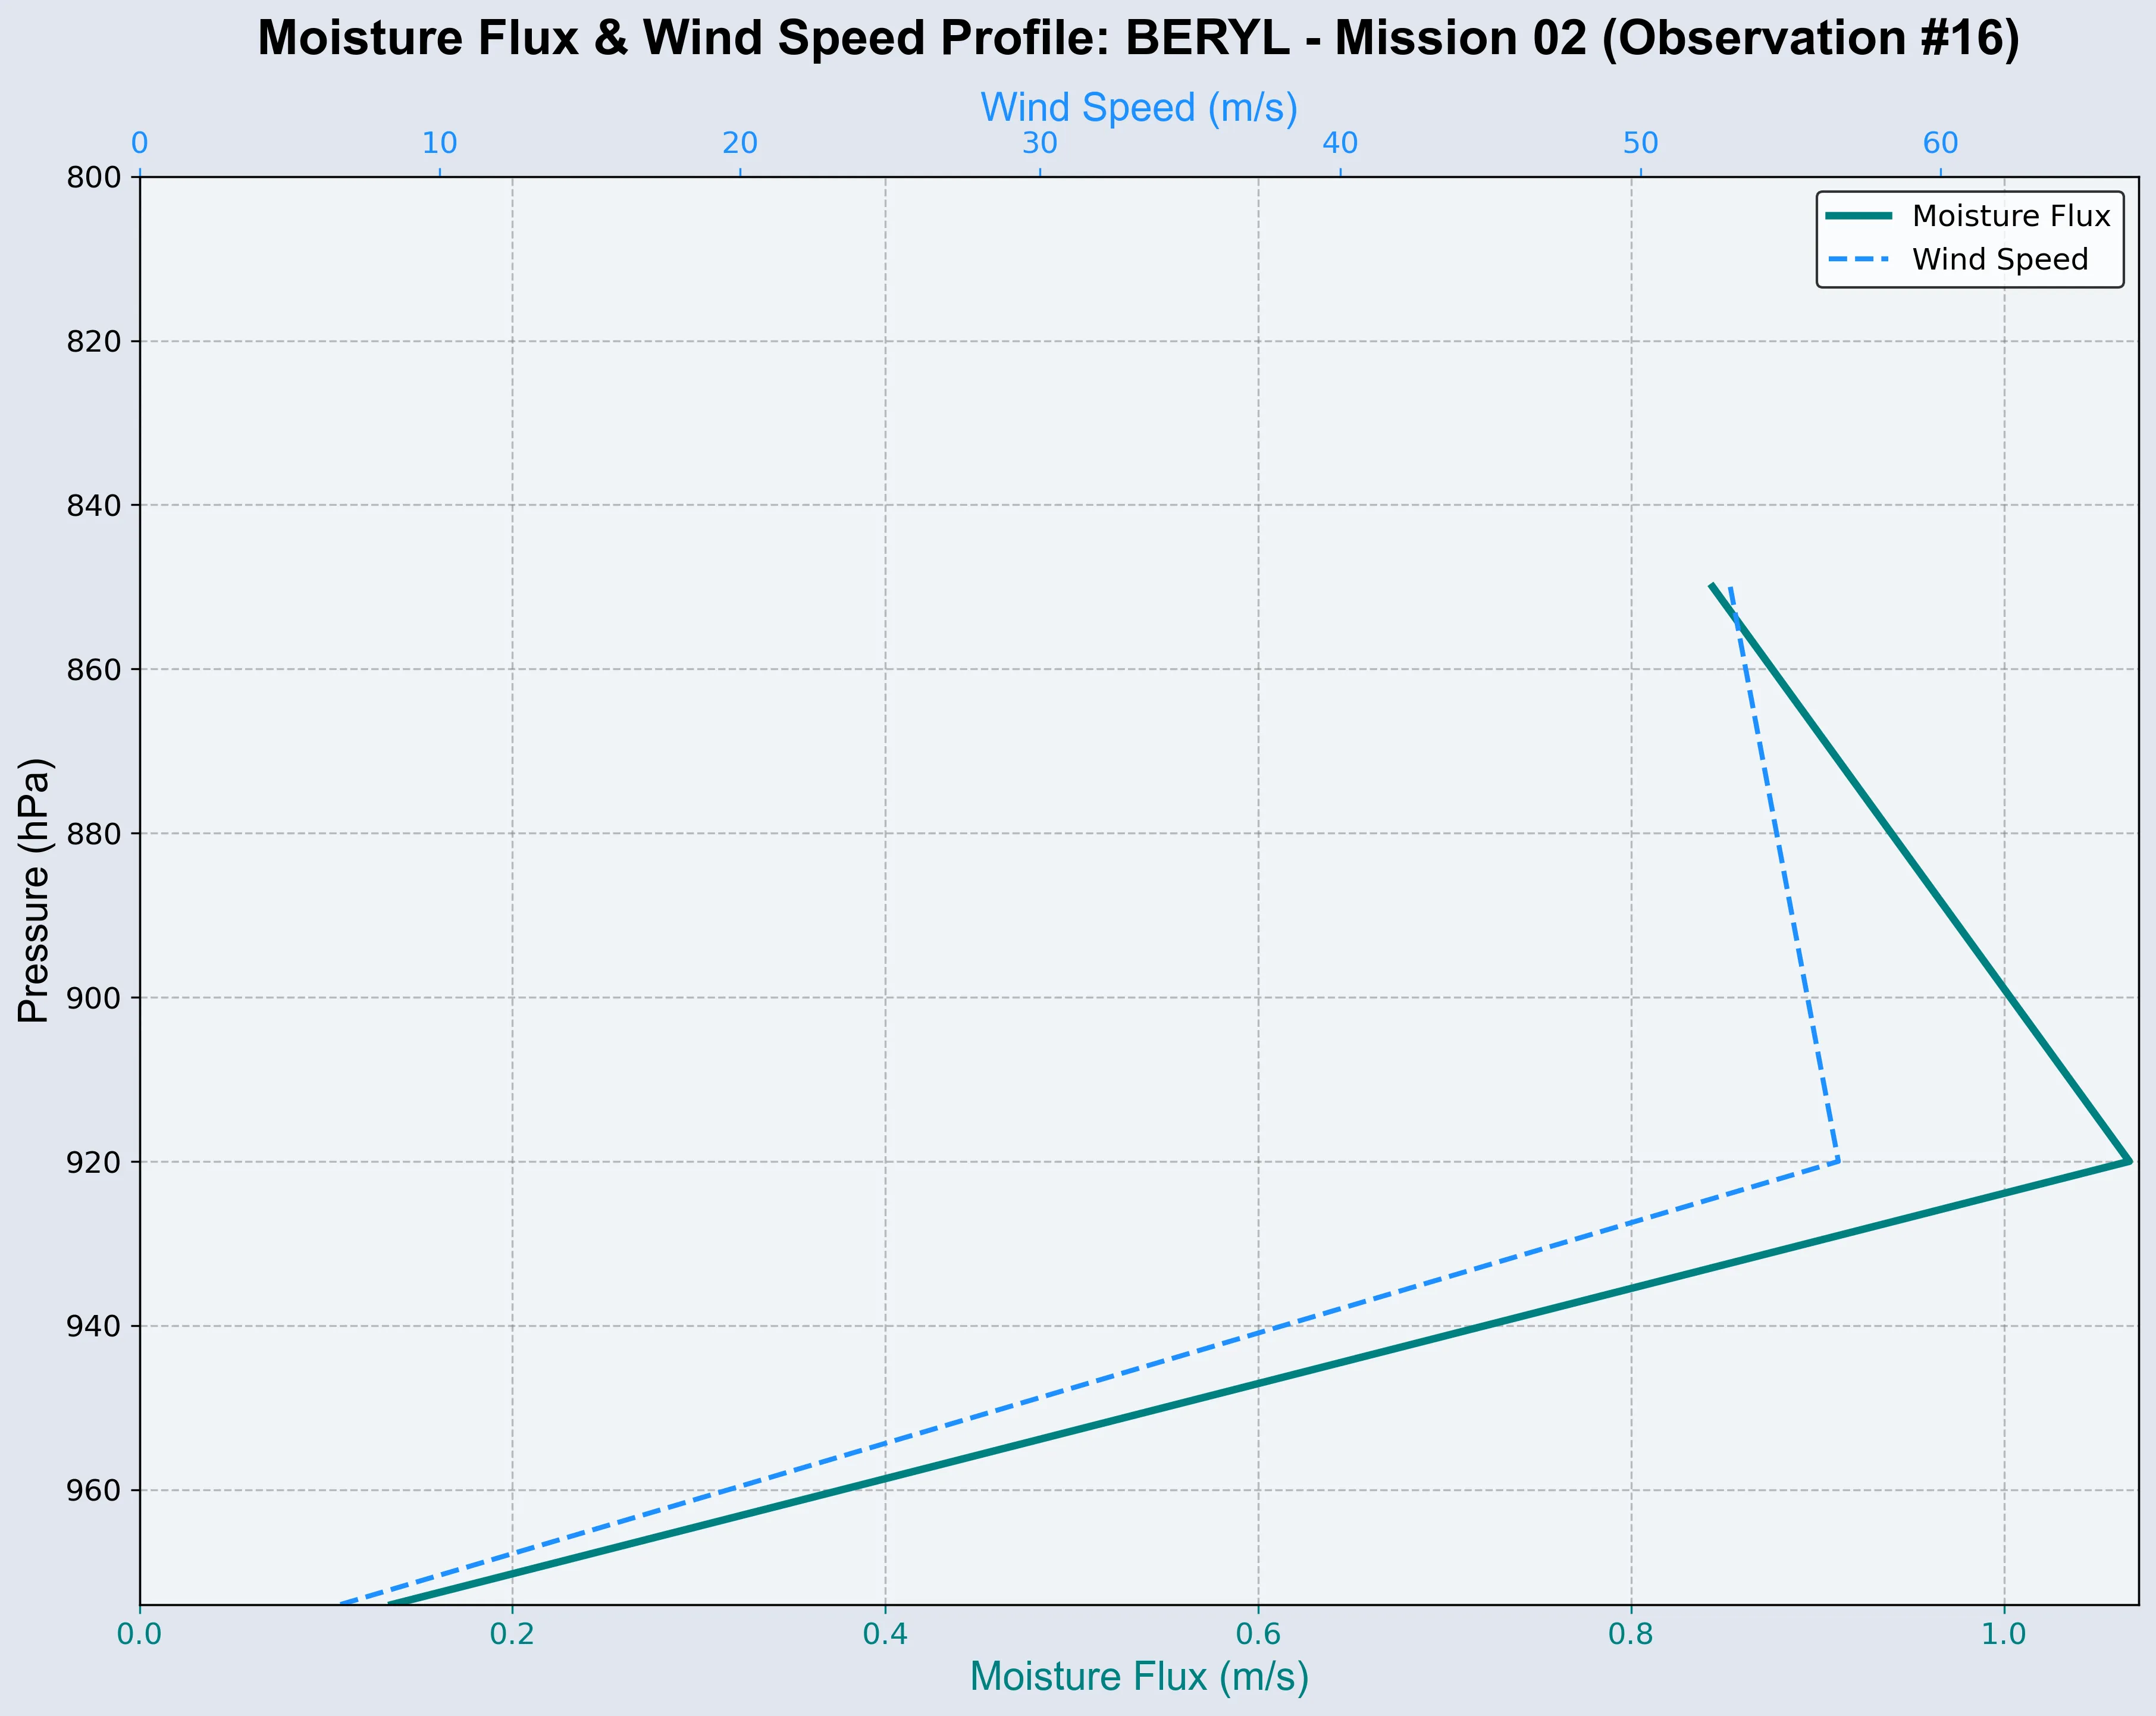 Moisture Flux & Wind Speed Profile: BERYL - Mission 02 (Observation #16)
Wind Speed (m/s)
0 10 20 30 40 50 60
Moisture Flux
Wind Speed
Pressure (hPa)
800
820
840
860
880
900
920
940
960
0.0 0.2 0.4 0.6 0.8 1.0
Moisture Flux (m/s)